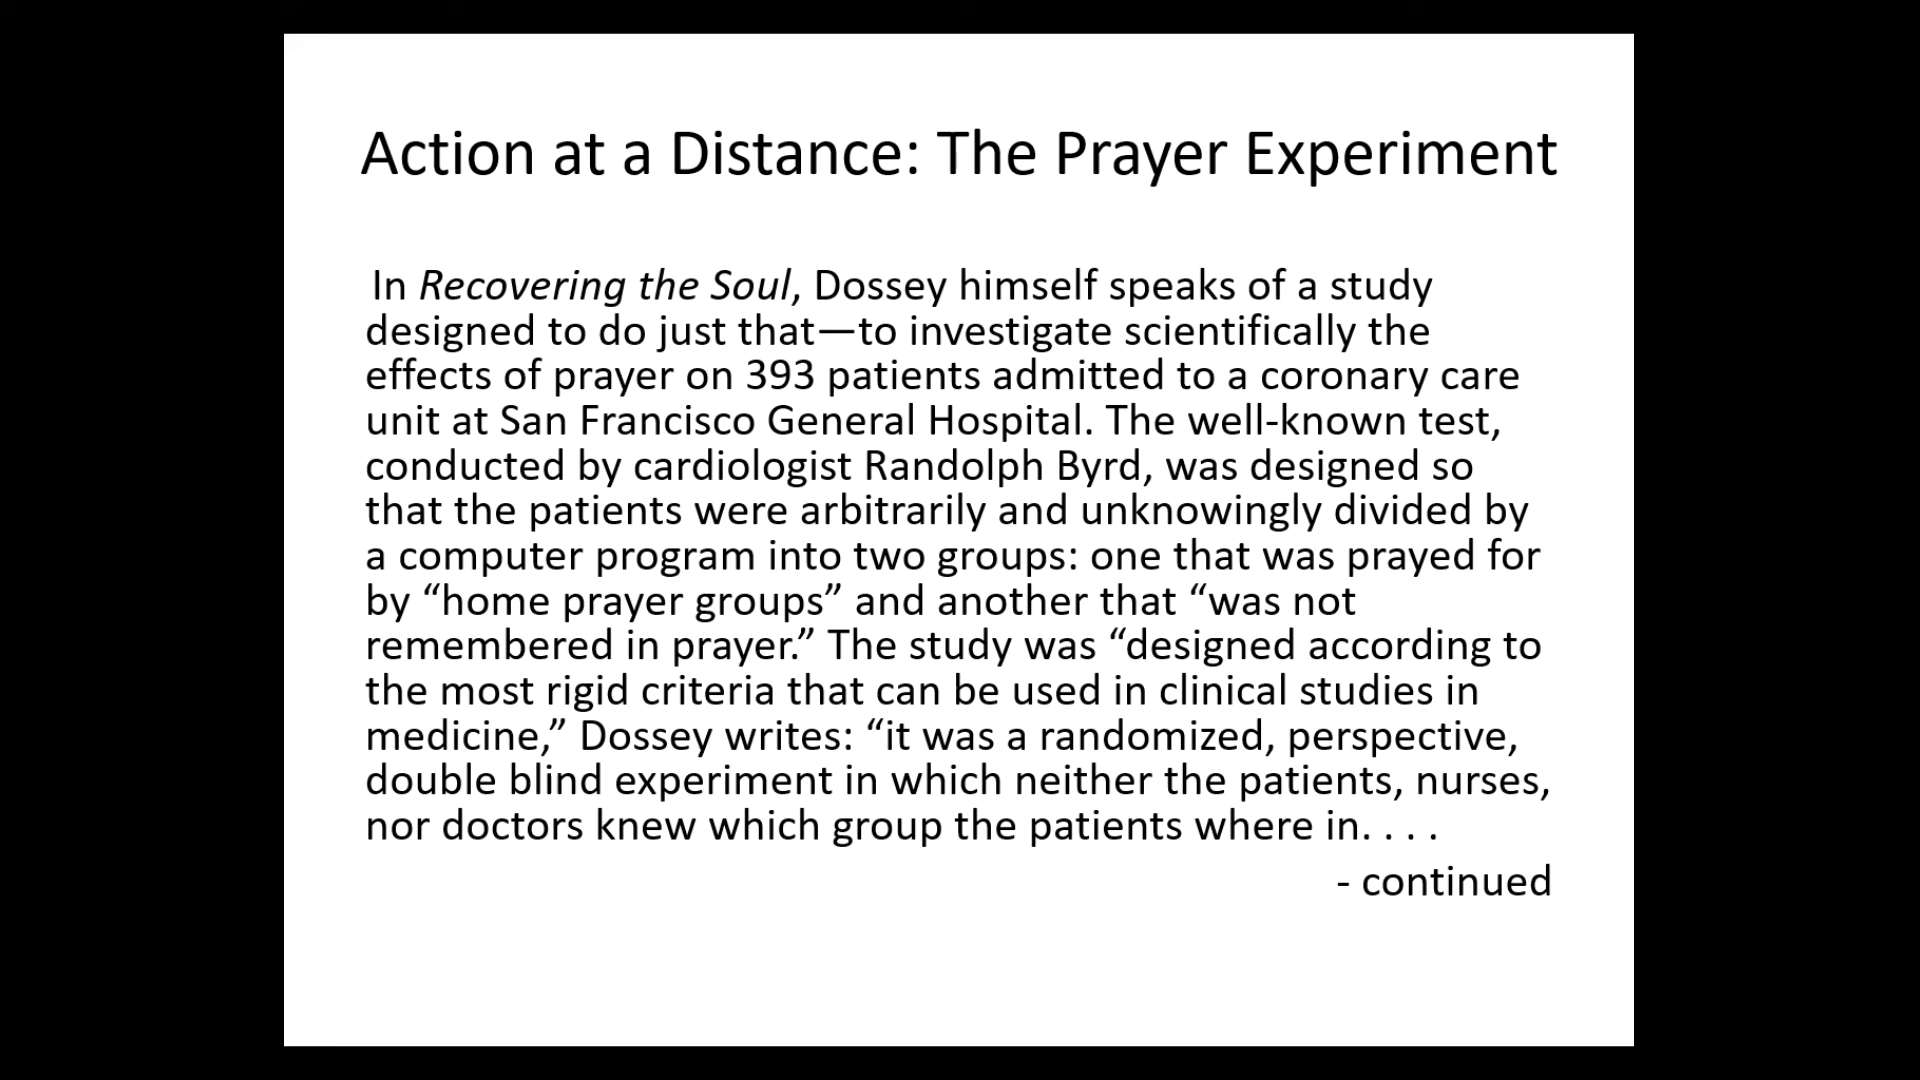 Action at a Distance: The Prayer Experiment
In Recovering the Soul, Dossey himself speaks of a study
designed to do just that—to investigate scientifically the
effects of prayer on 393 patients admitted to a coronary care
unit at San Francisco General Hospital. The well-known test,
conducted by cardiologist Randolph Byrd, was designed so
that the patients were arbitrarily and unknowingly divided by
a computer program into two groups: one that was prayed for
by “home prayer groups” and another that “was not
remembered in prayer.” The study was “designed according to
the most rigid criteria that can be used in clinical studies in
medicine,” Dossey writes: “it was a randomized, perspective,
double blind experiment in which neither the patients, nurses,
nor doctors knew which group the patients where in. . . .
- continued